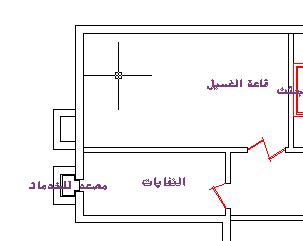 قاعة الغسيل
النفايات
مصعد للخدمات